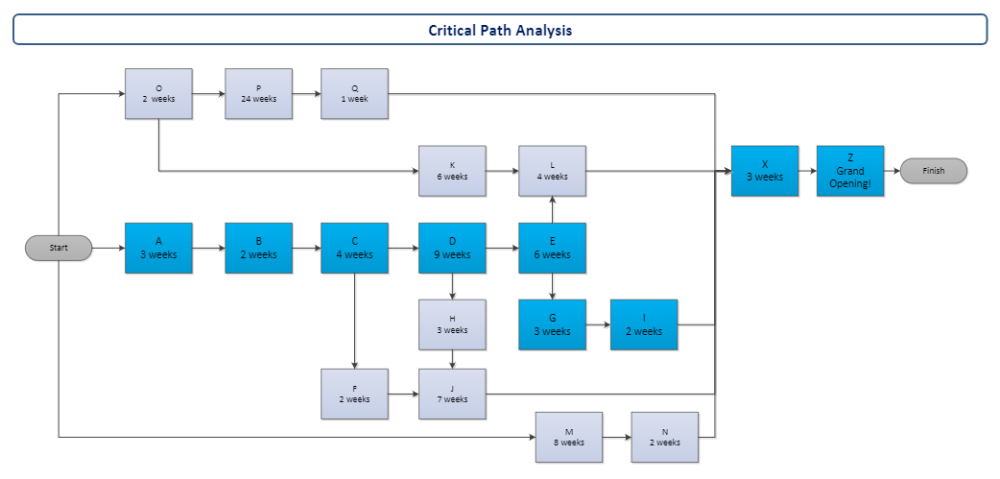 Critical Path Analysis
O
2 weeks
P
24 weeks
Q
1 week
K
6 weeks
L
4 weeks
X
3 weeks
Z
Grand
Opening!
Finish
Start
A
3 weeks
B
2 weeks
C
4 weeks
D
9 weeks
E
6 weeks
H
3 weeks
G
3 weeks
I
2 weeks
F
2 weeks
J
7 weeks
M
8 weeks
N
2 weeks